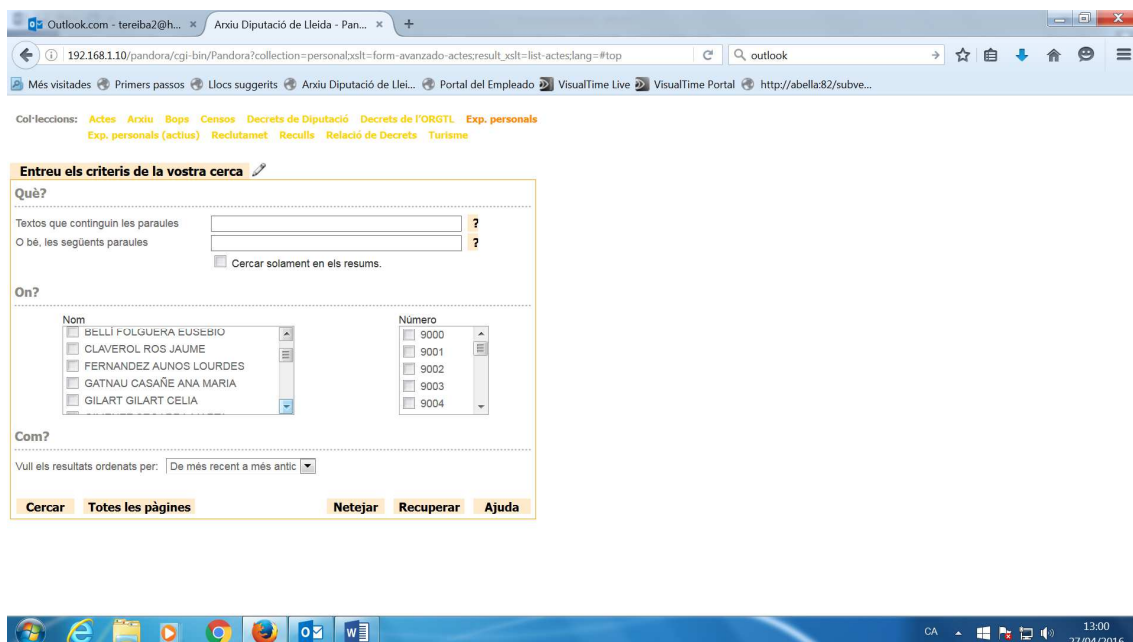 Outlook.com - tereiba2@h... × Arxiu Diputació de Lleida - Pan... × +
192.168.1.10/pandora/cgi-bin/Pandora?collection=personal;xslt=form-avanzado-actes;result_xslt=list-actes;lang=#top outlook
Més visitades Primers passos Llocs suggerits Arxiu Diputació de Llei... Portal del Empleado VisualTime Live VisualTime Portal http://abella:82/subve...
Col·leccions: Actes Arxiu Bops Censos Decrets de Diputació Decrets de l'ORGTL Exp. personals
Exp. personals (actius) Reclutamet Reculls Relació de Decrets Turisme
Entreu els criteris de la vostra cerca
Què?
Textos que continguin les paraules ?
O bé, les següents paraules ?
Cercar solament en els resums.
On?
Nom Número
BELLÍ FOLGUERA EUSEBIO 9000
CLAVEROL ROS JAUME 9001
FERNANDEZ AUNOS LOURDES 9002
GATNAU CASAÑE ANA MARIA 9003
GILART GILART CELIA 9004
Com?
Vull els resultats ordenats per: De més recent a més antic
Cercar Totes les pàgines Netejar Recuperar Ajuda
CA 13:00
27/04/2016